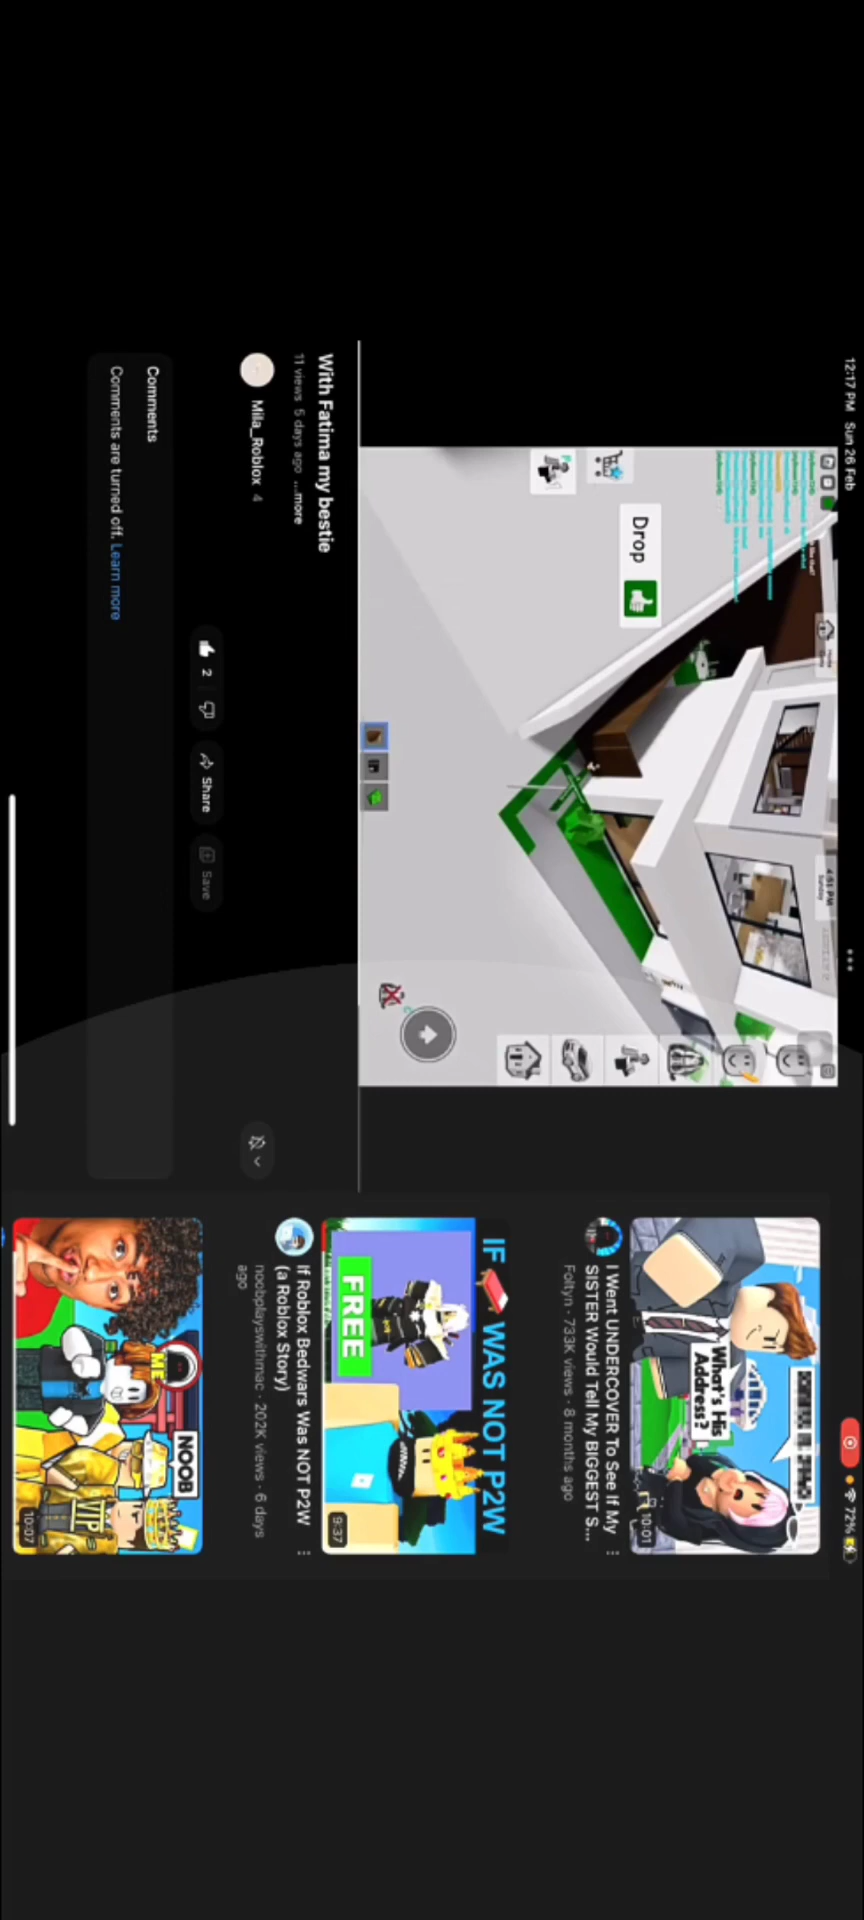 12:17 PM Sun 26 Feb
72%
Drop
4:51 PM
Sunday
With Fatima my bestie
11 views 5 days ago ...more
Mila_Roblox 4
2
Share
Save
Comments
Comments are turned off. Learn more
What's His
Address?
10:01
I Went UNDERCOVER To See If My
SISTER Would Tell My BIGGEST S...
Foltyn · 733K views · 8 months ago
IF WAS NOT P2W
FREE
9:37
If Roblox Bedwars Was NOT P2W
(a Roblox Story)
noobplayswithmac · 202K views · 6 days
ago
ME
NOOB
VIP
10:07